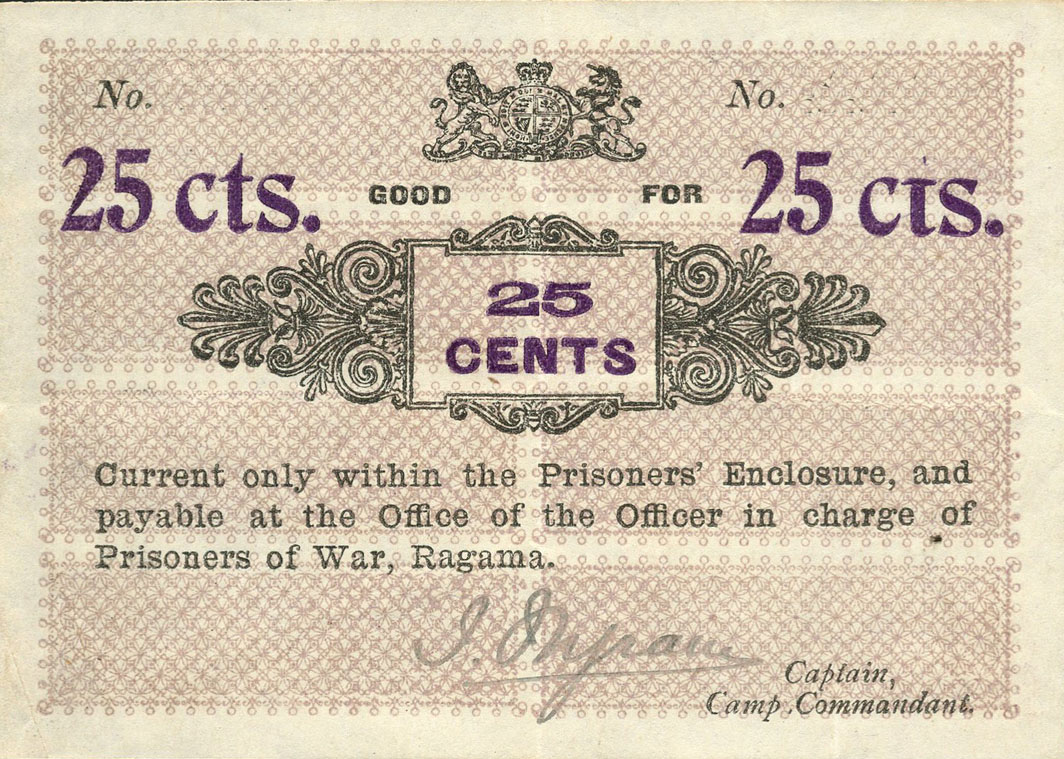 No. No.
25 cts. GOOD FOR 25 cts.
25
CENTS
Current only within the Prisoners' Enclosure, and
payable at the Office of the Officer in charge of
Prisoners of War, Ragama.
Captain,
Camp Commandant.